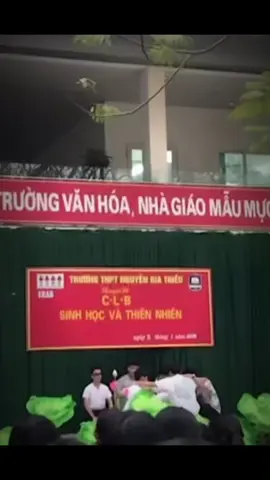 TRƯỜNG VĂN HÓA, NHÀ GIÁO MẪU MỰC
TRƯỜNG THPT NGUYỄN GIA THIỀU
C·L·B
SINH HỌC VÀ THIÊN NHIÊN